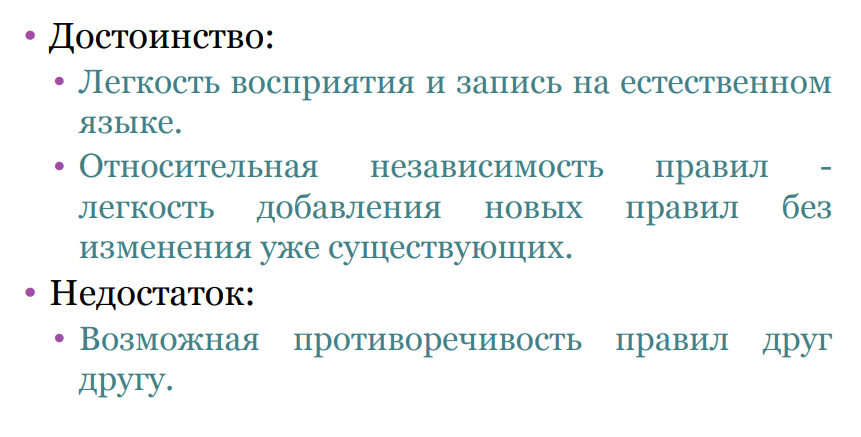 • Достоинство:
• Легкость восприятия и запись на естественном
языке.
• Относительная независимость правил -
легкость добавления новых правил без
изменения уже существующих.
• Недостаток:
• Возможная противоречивость правил друг
другу.